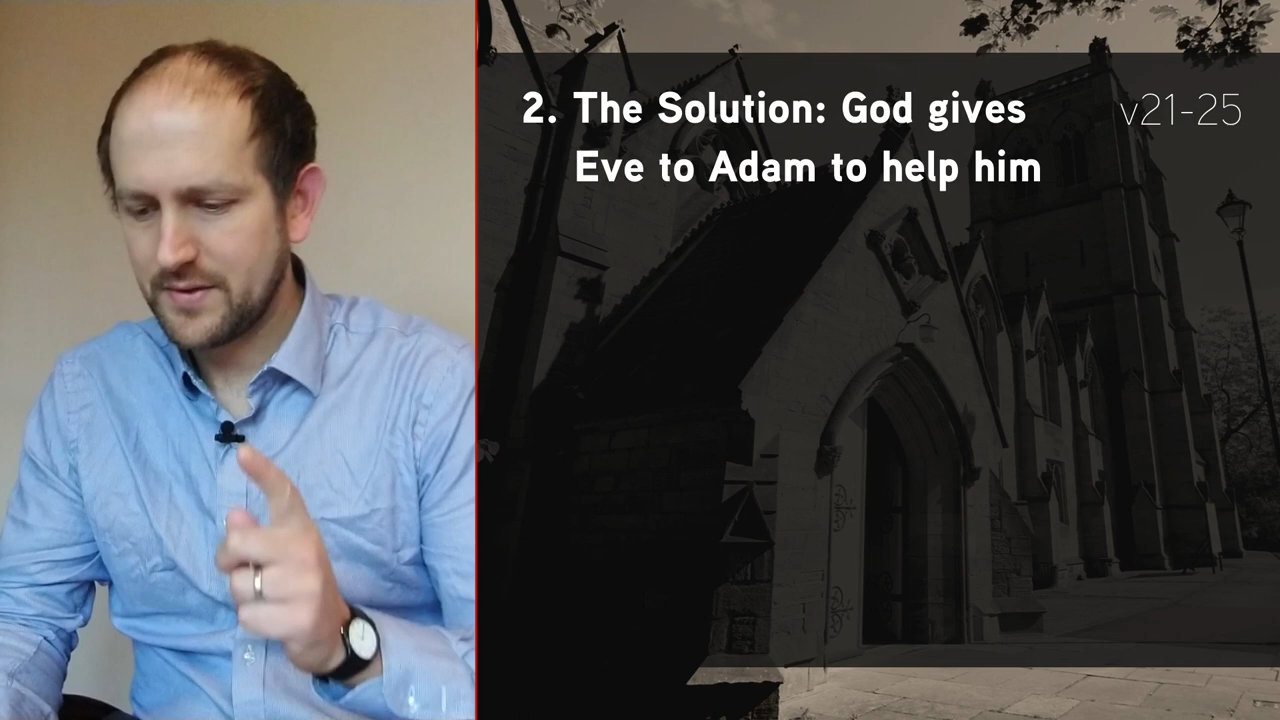 2. The Solution: God gives v21-25
Eve to Adam to help him